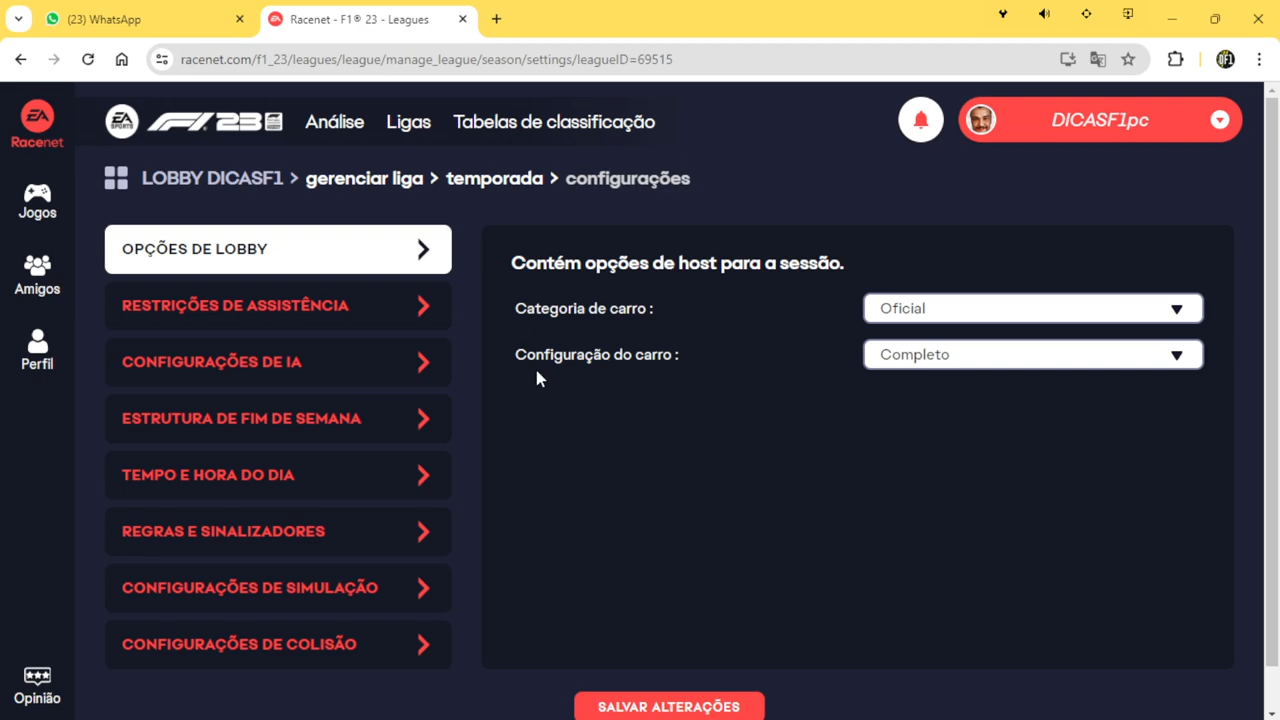 (23) WhatsApp
Racenet - F1® 23 - Leagues
racenet.com/f1_23/leagues/league/manage_league/season/settings/leagueID=69515
EA
Racenet
EA SPORTS F1 23
Análise
Ligas
Tabelas de classificação
DICASF1pc
Jogos
Amigos
Perfil
Opinião
LOBBY DICASF1 > gerenciar liga > temporada > configurações
OPÇÕES DE LOBBY
RESTRIÇÕES DE ASSISTÊNCIA
CONFIGURAÇÕES DE IA
ESTRUTURA DE FIM DE SEMANA
TEMPO E HORA DO DIA
REGRAS E SINALIZADORES
CONFIGURAÇÕES DE SIMULAÇÃO
CONFIGURAÇÕES DE COLISÃO
Contém opções de host para a sessão.
Categoria de carro : Oficial
Configuração do carro : Completo
SALVAR ALTERAÇÕES